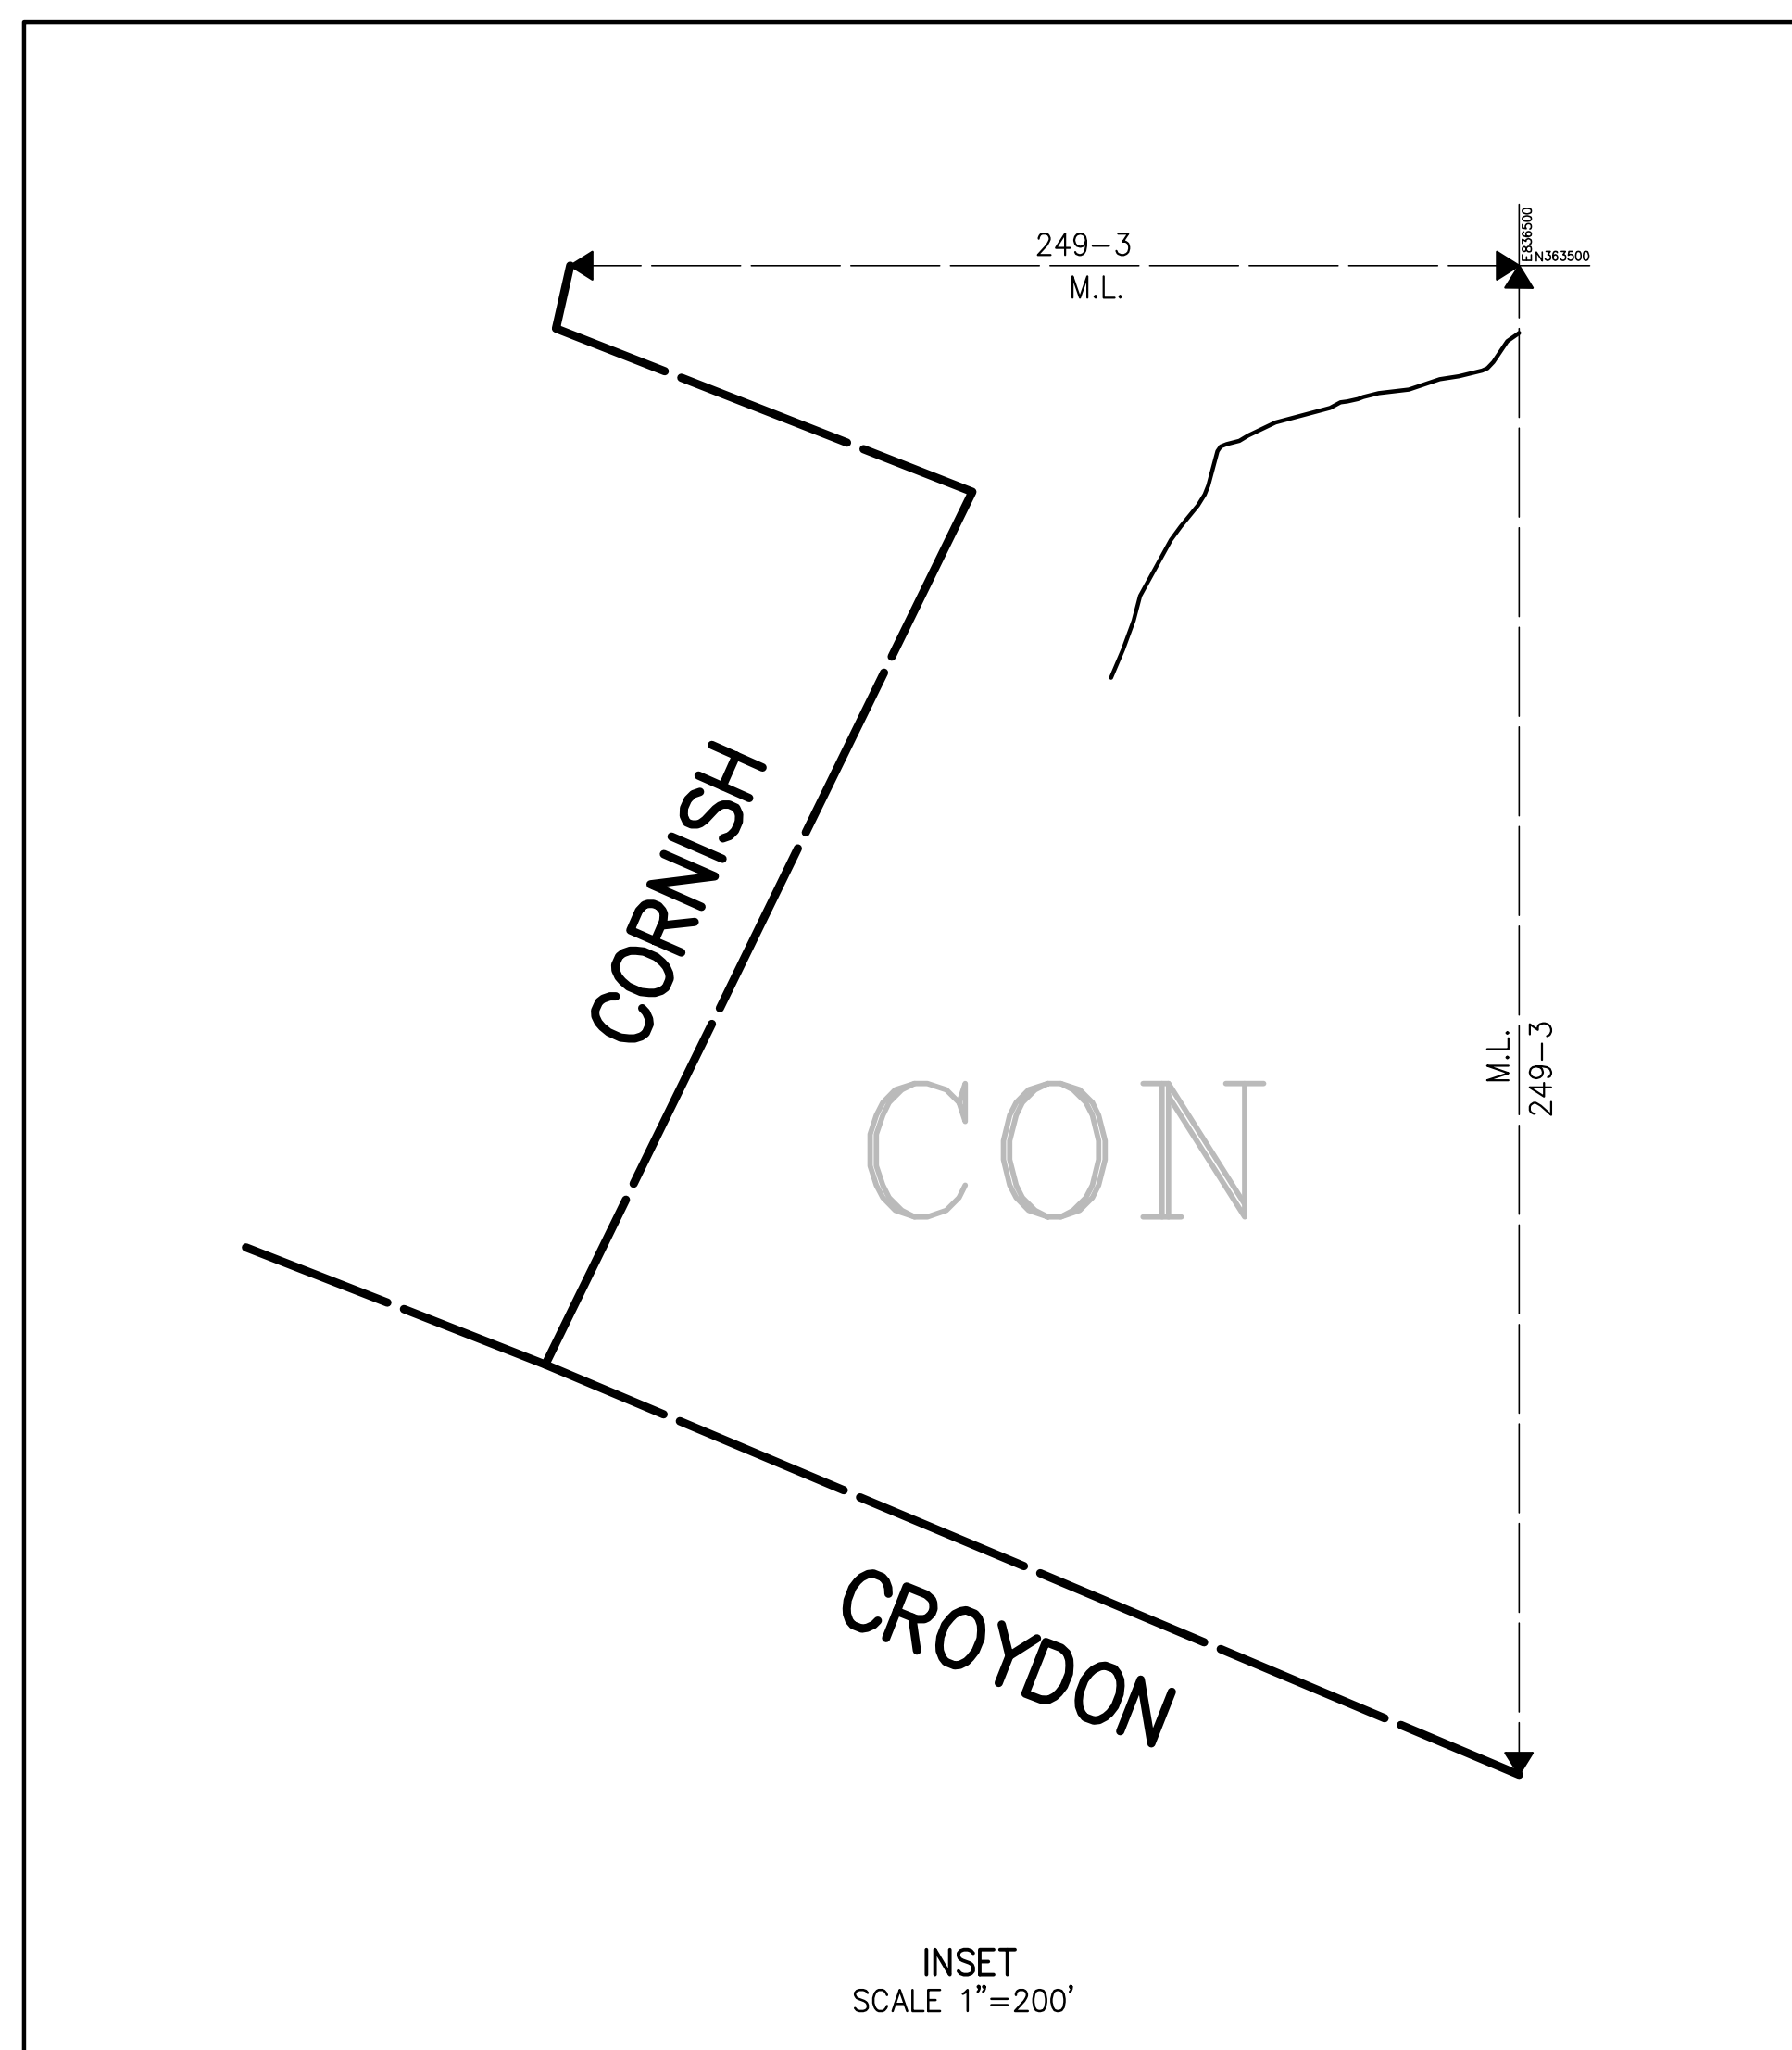 E836500
N363500
249-3
M.L.
CORNISH
M.L.
249-3
CON
CROYDON
INSET
SCALE 1"=200'